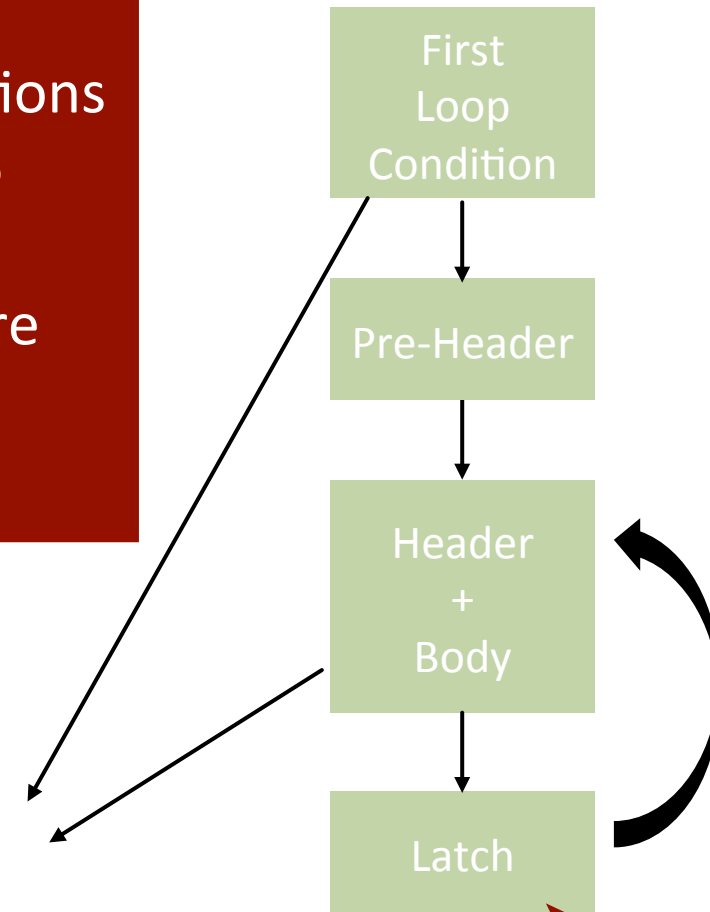 First
Loop
Condition
Pre-Header
Header
+
Body
Latch